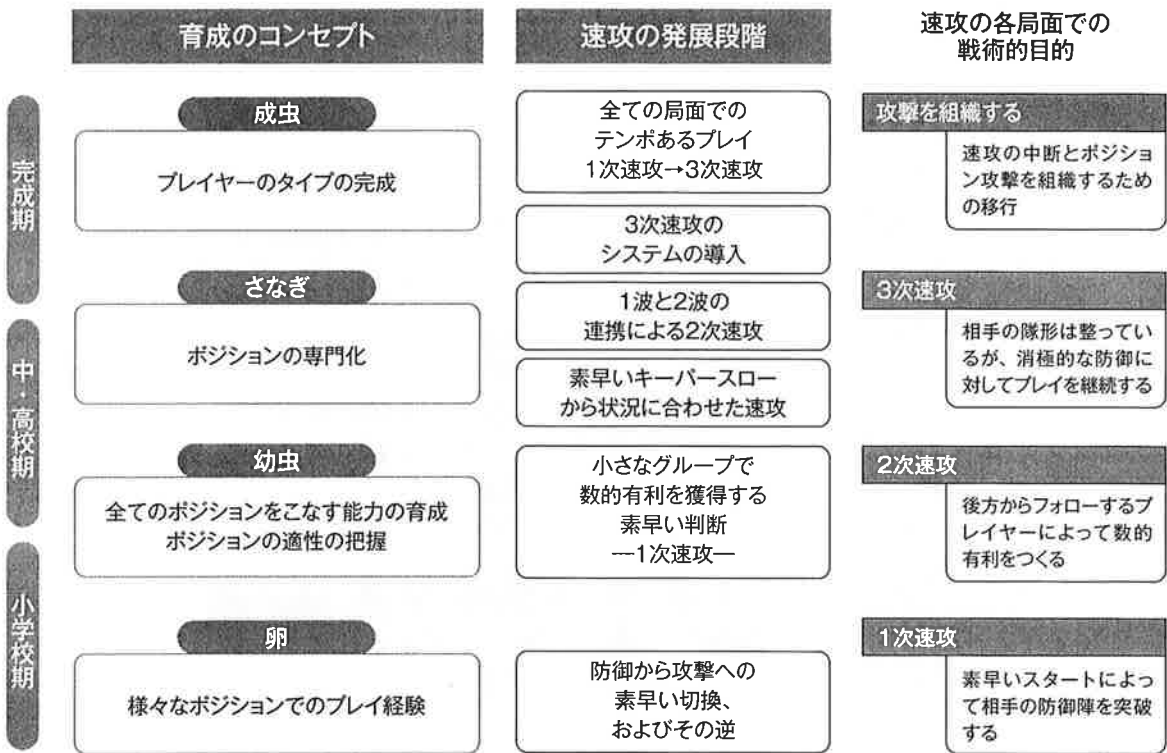 育成のコンセプト
速攻の発展段階
速攻の各局面での
戦術的目的
完成期
中・高校期
小学校期
成虫
プレイヤーのタイプの完成
さなぎ
ポジションの専門化
幼虫
全てのポジションをこなす能力の育成
ポジションの適性の把握
卵
様々なポジションでのプレイ経験
全ての局面での
テンポあるプレイ
1次速攻→3次速攻
3次速攻の
システムの導入
1波と2波の
連携による2次速攻
素早いキーパースロー
から状況に合わせた速攻
小さなグループで
数的有利を獲得する
素早い判断
―1次速攻―
防御から攻撃への
素早い切換、
およびその逆
攻撃を組織する
速攻の中断とポジショ
ン攻撃を組織するため
の移行
3次速攻
相手の隊形は整ってい
るが、消極的な防御に
対してプレイを継続する
2次速攻
後方からフォローするプ
レイヤーによって数的
有利をつくる
1次速攻
素早いスタートによっ
て相手の防御陣を突破
する